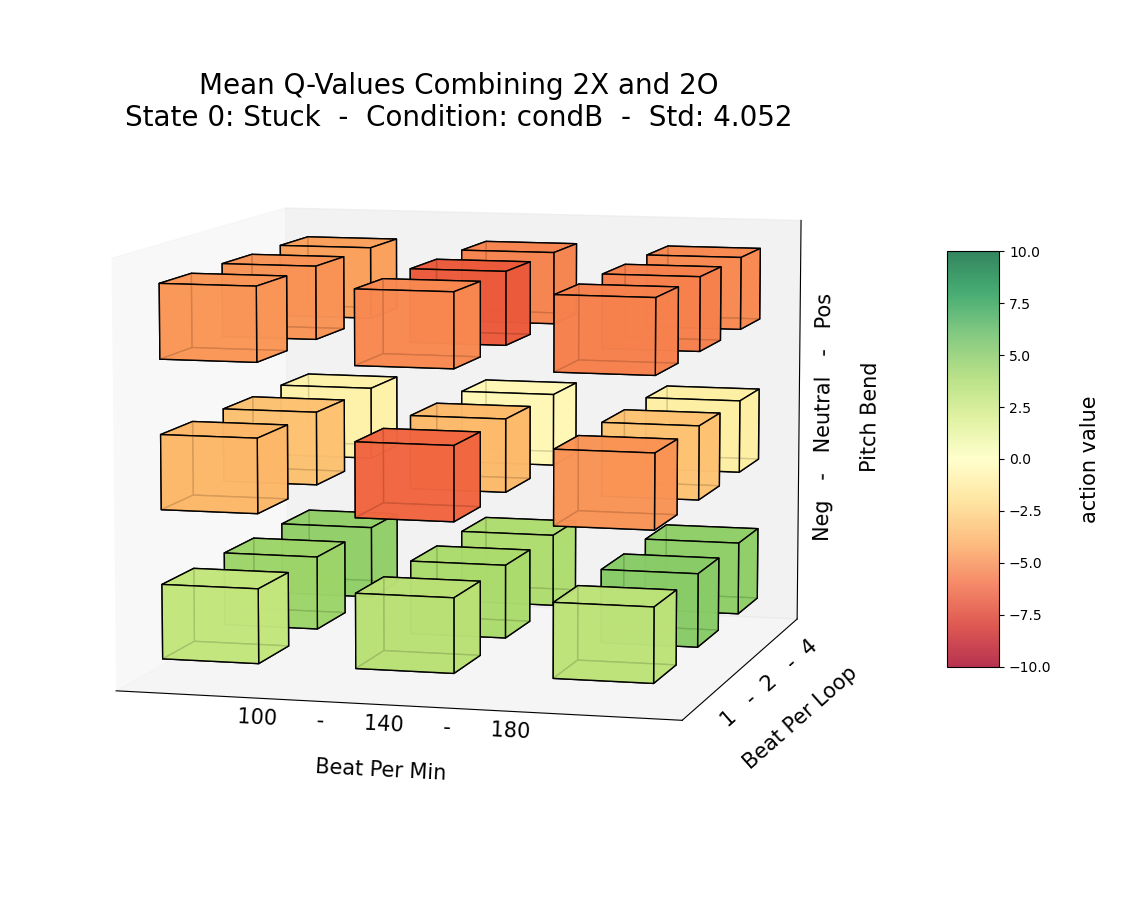 Mean Q-Values Combining 2X and 2O
State 0: Stuck - Condition: condB - Std: 4.052
Neg - Neutral - Pos
Pitch Bend
1 - 2 - 4
Beat Per Loop
100 - 140 - 180
Beat Per Min
10.0
7.5
5.0
2.5
0.0
−2.5
−5.0
−7.5
−10.0
action value